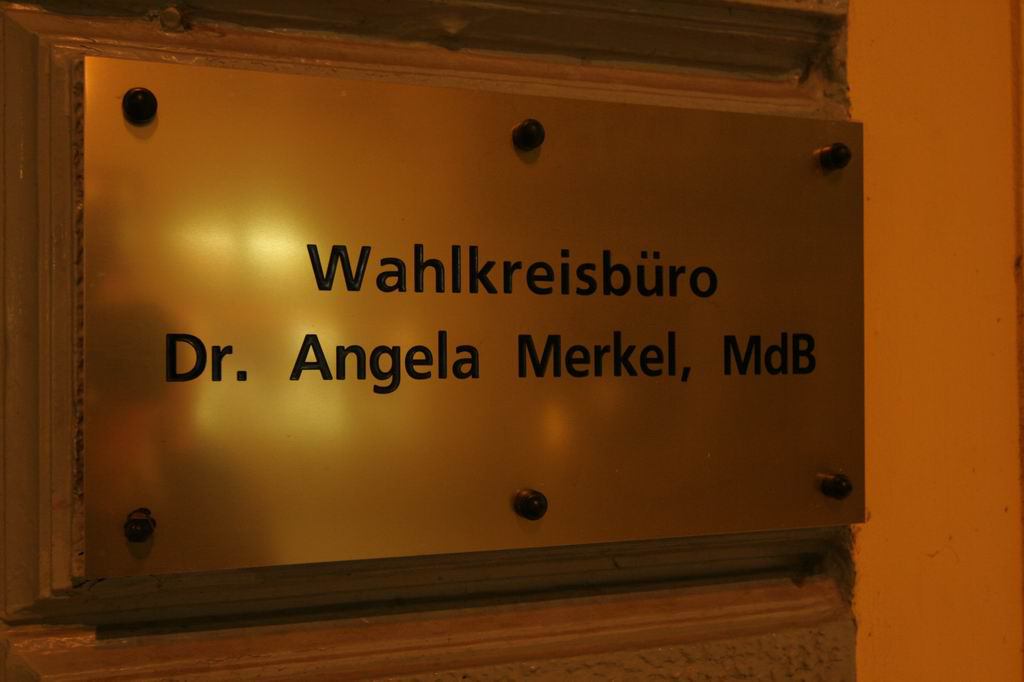 Wahlkreisbüro
Dr. Angela Merkel, MdB